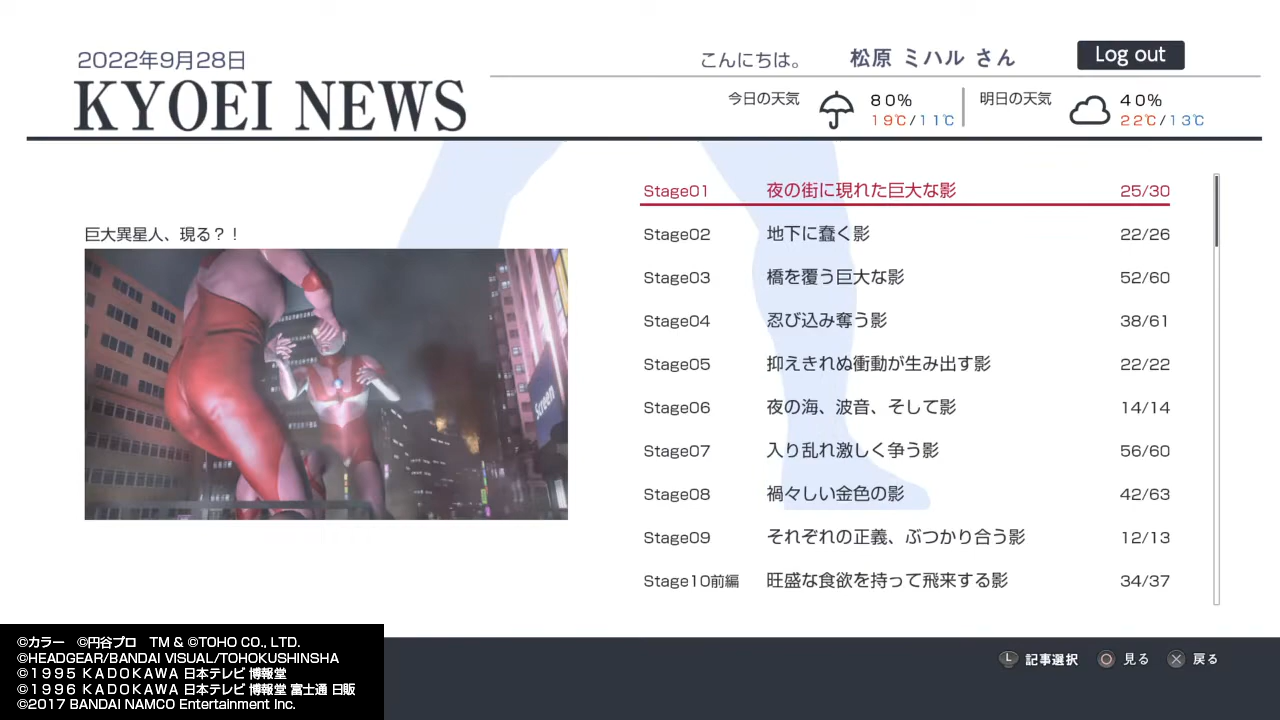 2022年9月28日
こんにちは。 松原 ミハル さん Log out
KYOEI NEWS
今日の天気 80% 19℃/11℃ 明日の天気 40% 22℃/13℃
巨大異星人、現る？！
Screen
Stage01 夜の街に現れた巨大な影 25/30
Stage02 地下に蠢く影 22/26
Stage03 橋を覆う巨大な影 52/60
Stage04 忍び込み奪う影 38/61
Stage05 抑えきれぬ衝動が生み出す影 22/22
Stage06 夜の海、波音、そして影 14/14
Stage07 入り乱れ激しく争う影 56/60
Stage08 禍々しい金色の影 42/63
Stage09 それぞれの正義、ぶつかり合う影 12/13
Stage10前編 旺盛な食欲を持って飛来する影 34/37
©カラー ©円谷プロ TM & ©TOHO CO., LTD.
©HEADGEAR/BANDAI VISUAL/TOHOKUSHINSHA
©１９９５ ＫＡＤＯＫＡＷＡ 日本テレビ 博報堂
©１９９６ ＫＡＤＯＫＡＷＡ 日本テレビ 博報堂 富士通 日販
©2017 BANDAI NAMCO Entertainment Inc.
L 記事選択 見る 戻る